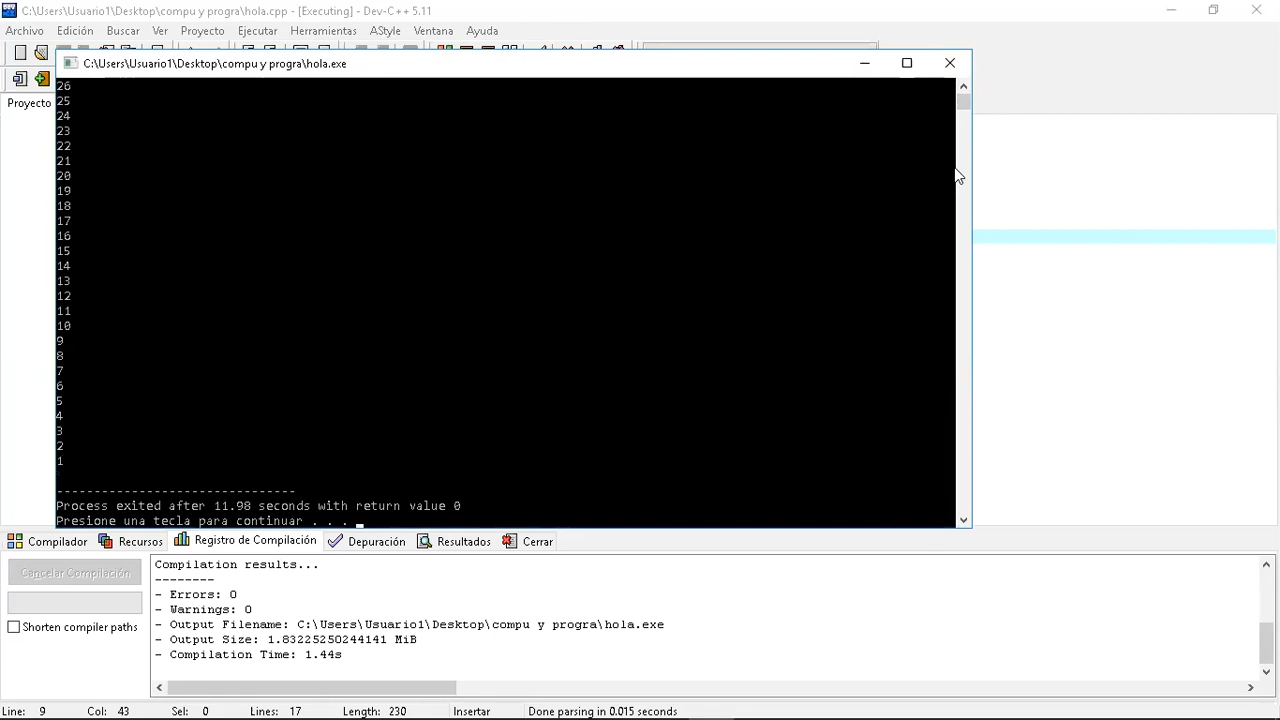 C:\Users\Usuario1\Desktop\compu y progra\hola.cpp - [Executing] - Dev-C++ 5.11
Archivo Edición Buscar Ver Proyecto Ejecutar Herramientas AStyle Ventana Ayuda
C:\Users\Usuario1\Desktop\compu y progra\hola.exe
Proyecto
26
25
24
23
22
21
20
19
18
17
16
15
14
13
12
11
10
9
8
7
6
5
4
3
2
1
--------------------------------
Process exited after 11.98 seconds with return value 0
Presione una tecla para continuar . . .
Compilador Recursos Registro de Compilación Depuración Resultados Cerrar
Cancelar Compilación
Shorten compiler paths
Compilation results...
--------
- Errors: 0
- Warnings: 0
- Output Filename: C:\Users\Usuario1\Desktop\compu y progra\hola.exe
- Output Size: 1.83225250244141 MiB
- Compilation Time: 1.44s
Line: 9 Col: 43 Sel: 0 Lines: 17 Length: 230 Insertar Done parsing in 0.015 seconds